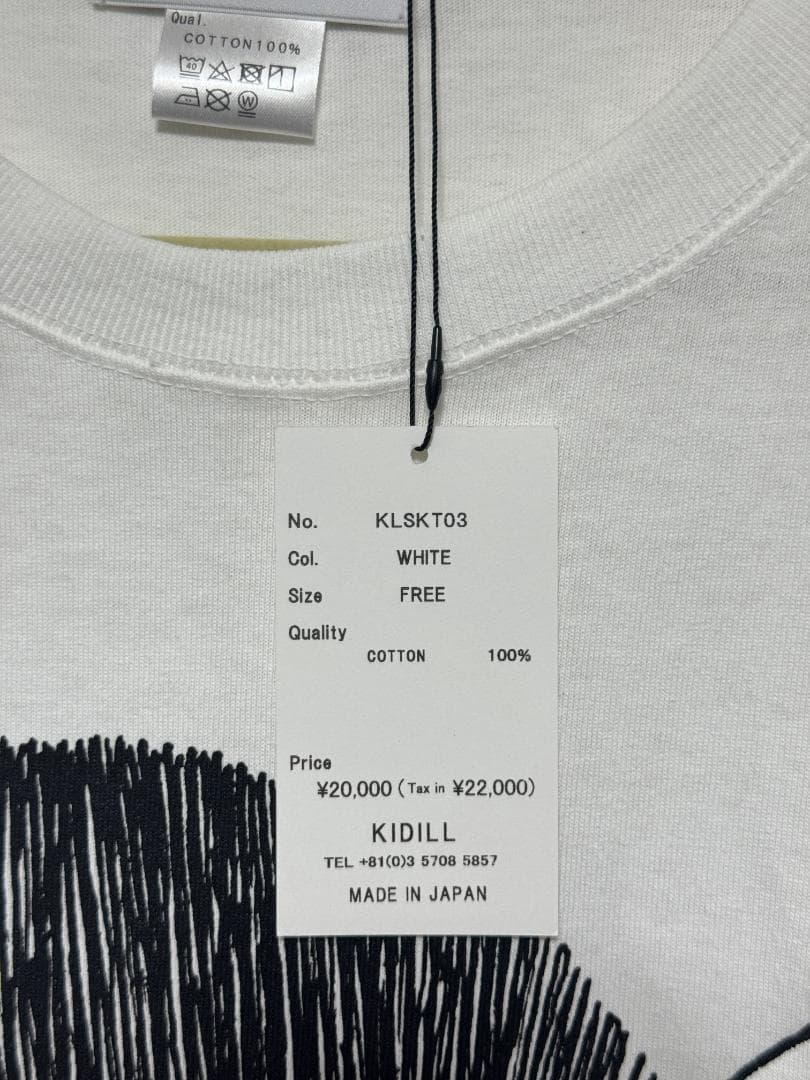 Qual.
COTTON100%
40
W
No. KLSKT03
Col. WHITE
Size FREE
Quality
COTTON 100%
Price
¥20,000 (Tax in ¥22,000)
KIDILL
TEL +81(0)3 5708 5857
MADE IN JAPAN